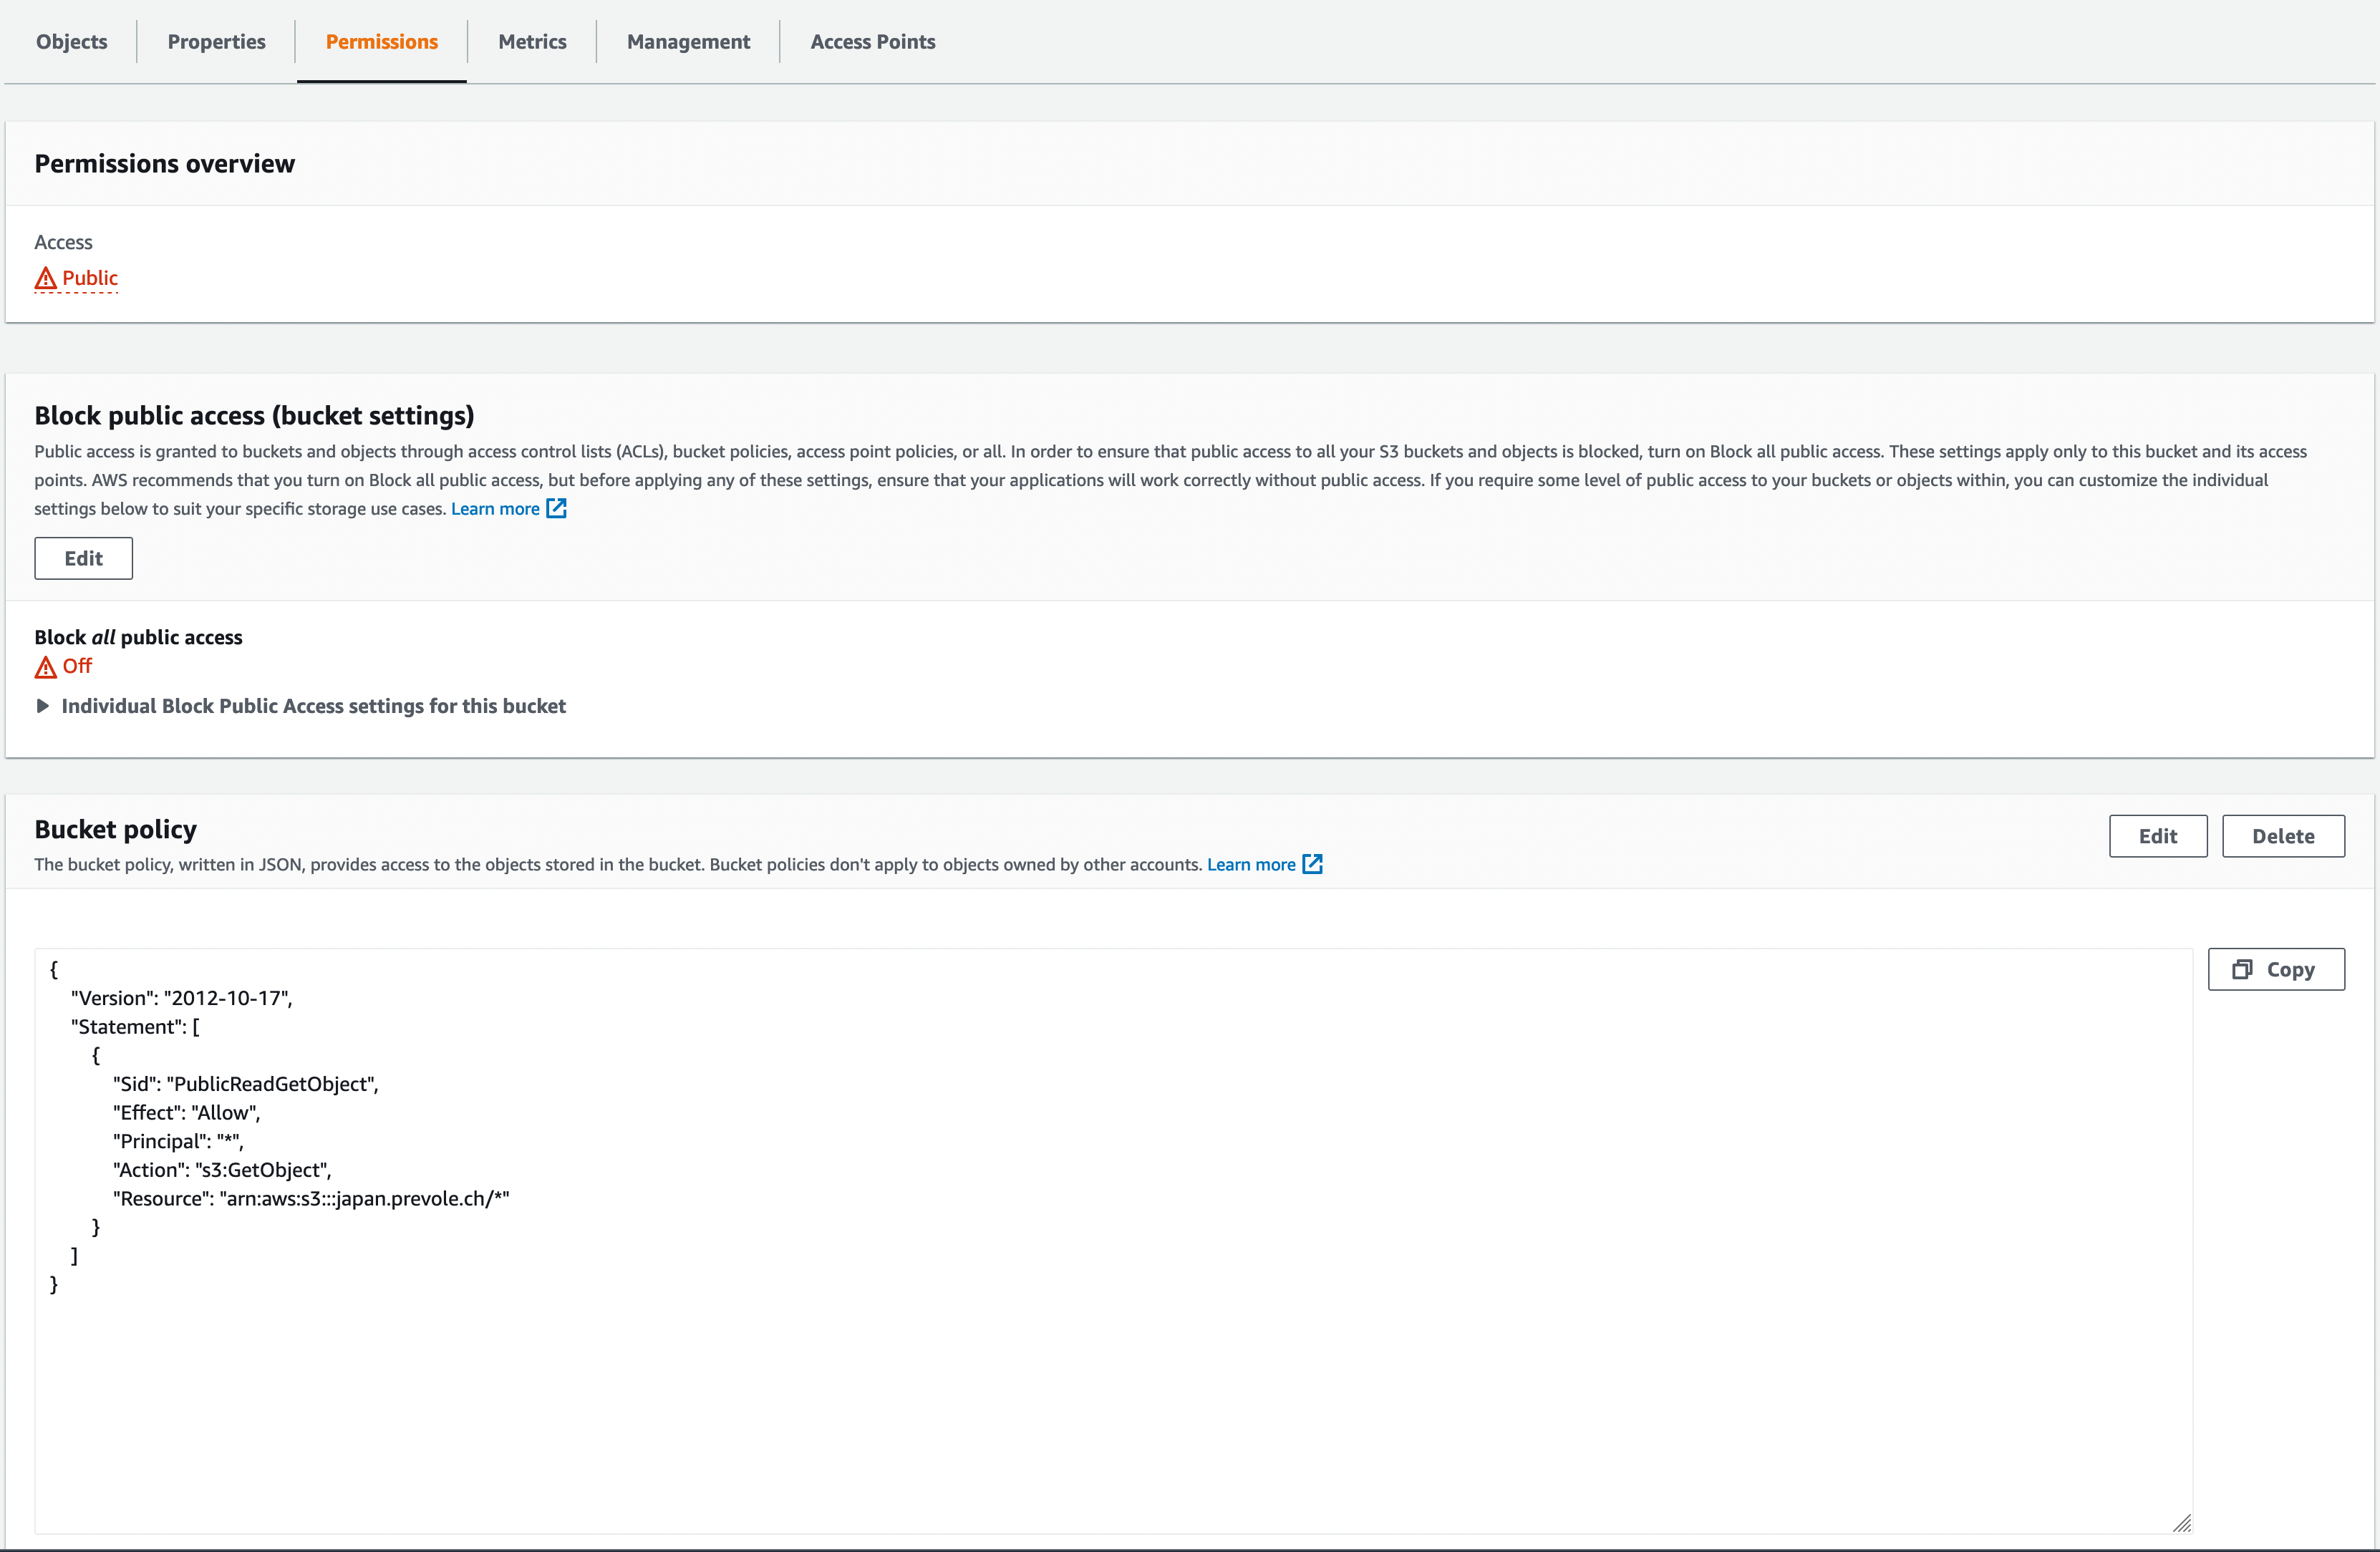 Objects
Properties
Permissions
Metrics
Management
Access Points
Permissions overview
Access
Public
Block public access (bucket settings)
Public access is granted to buckets and objects through access control lists (ACLs), bucket policies, access point policies, or all. In order to ensure that public access to all your S3 buckets and objects is blocked, turn on Block all public access. These settings apply only to this bucket and its access
points. AWS recommends that you turn on Block all public access, but before applying any of these settings, ensure that your applications will work correctly without public access. If you require some level of public access to your buckets or objects within, you can customize the individual
settings below to suit your specific storage use cases. Learn more
Edit
Block all public access
Off
Individual Block Public Access settings for this bucket
Bucket policy
Edit
Delete
The bucket policy, written in JSON, provides access to the objects stored in the bucket. Bucket policies don't apply to objects owned by other accounts. Learn more
Copy
{
"Version": "2012-10-17",
"Statement": [
{
"Sid": "PublicReadGetObject",
"Effect": "Allow",
"Principal": "*",
"Action": "s3:GetObject",
"Resource": "arn:aws:s3:::japan.prevole.ch/*"
}
]
}